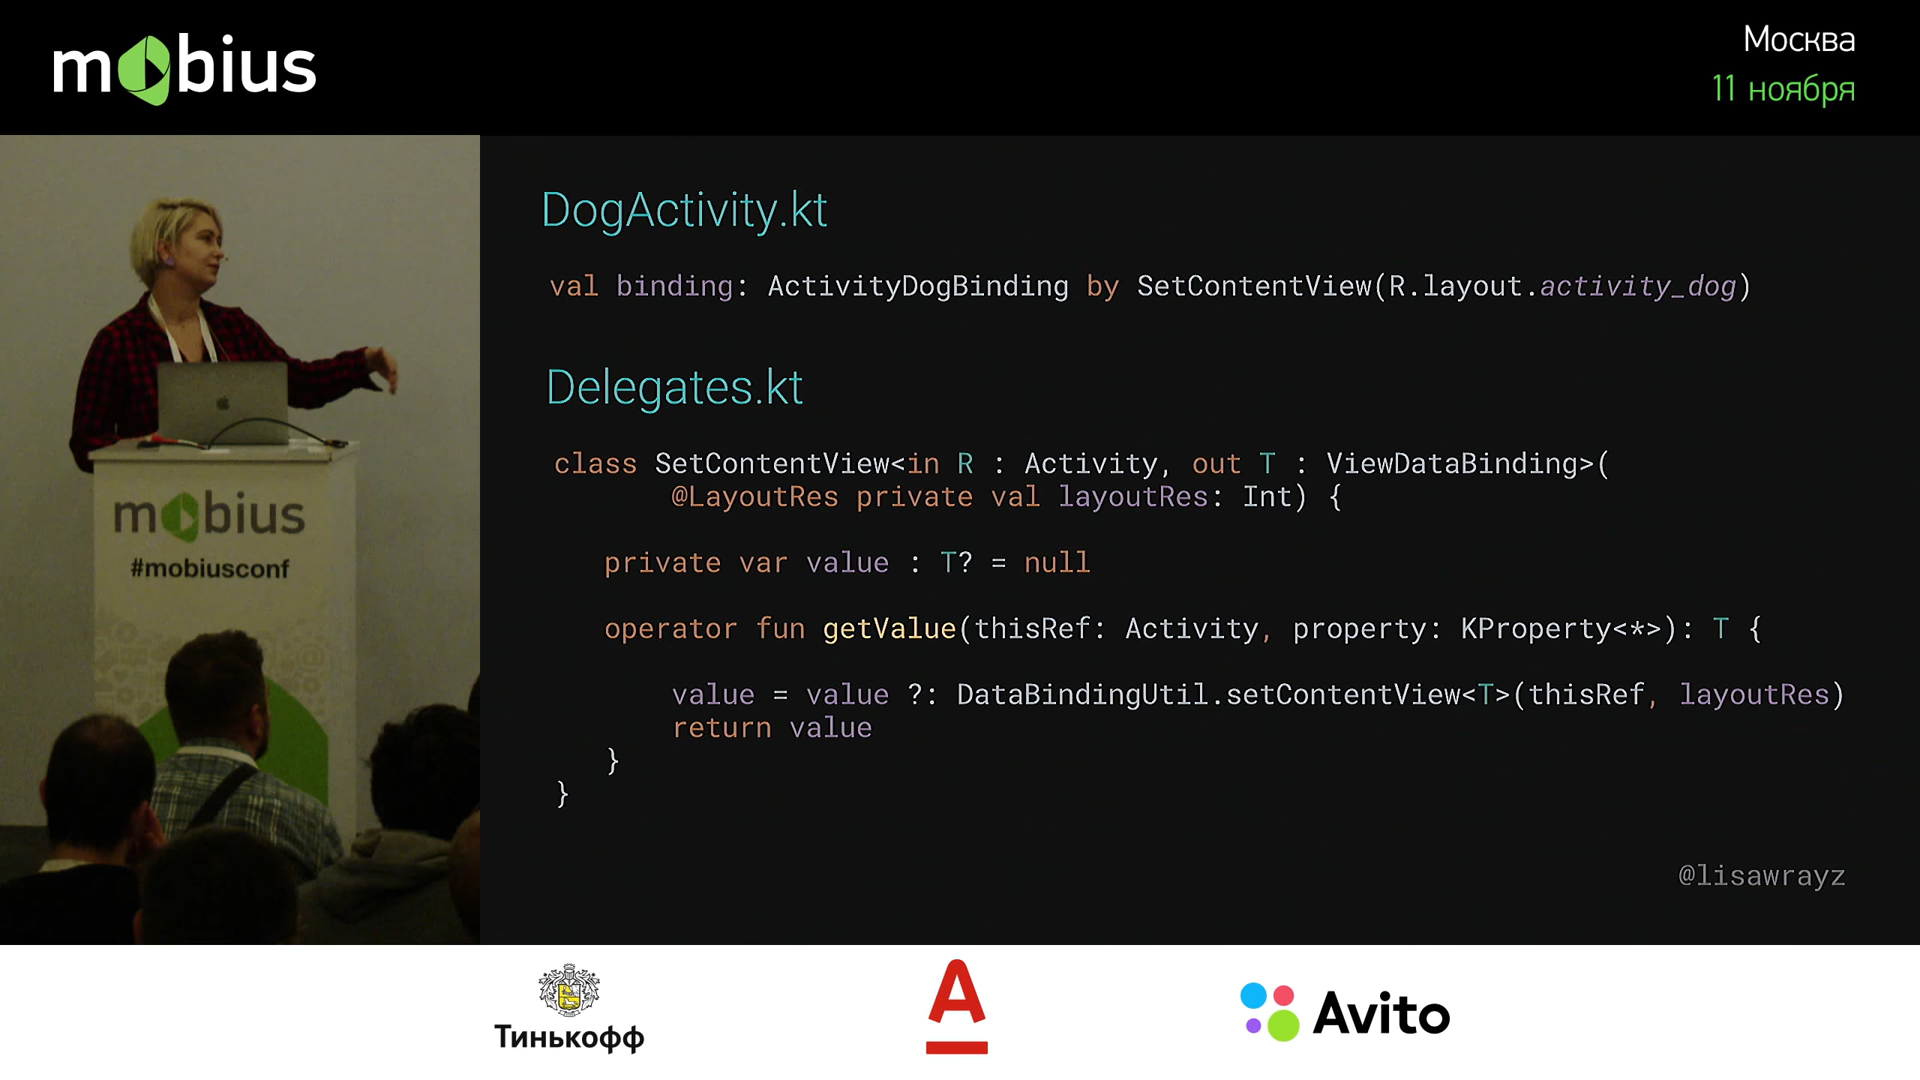 mobius
Москва
11 ноября
mobius
#mobiusconf
DogActivity.kt
val binding: ActivityDogBinding by SetContentView(R.layout.activity_dog)
Delegates.kt
class SetContentView<in R : Activity, out T : ViewDataBinding>(
@LayoutRes private val layoutRes: Int) {
private var value : T? = null
operator fun getValue(thisRef: Activity, property: KProperty<*>): T {
value = value ?: DataBindingUtil.setContentView<T>(thisRef, layoutRes)
return value
}
}
@lisawrayz
Тинькофф
А
Avito